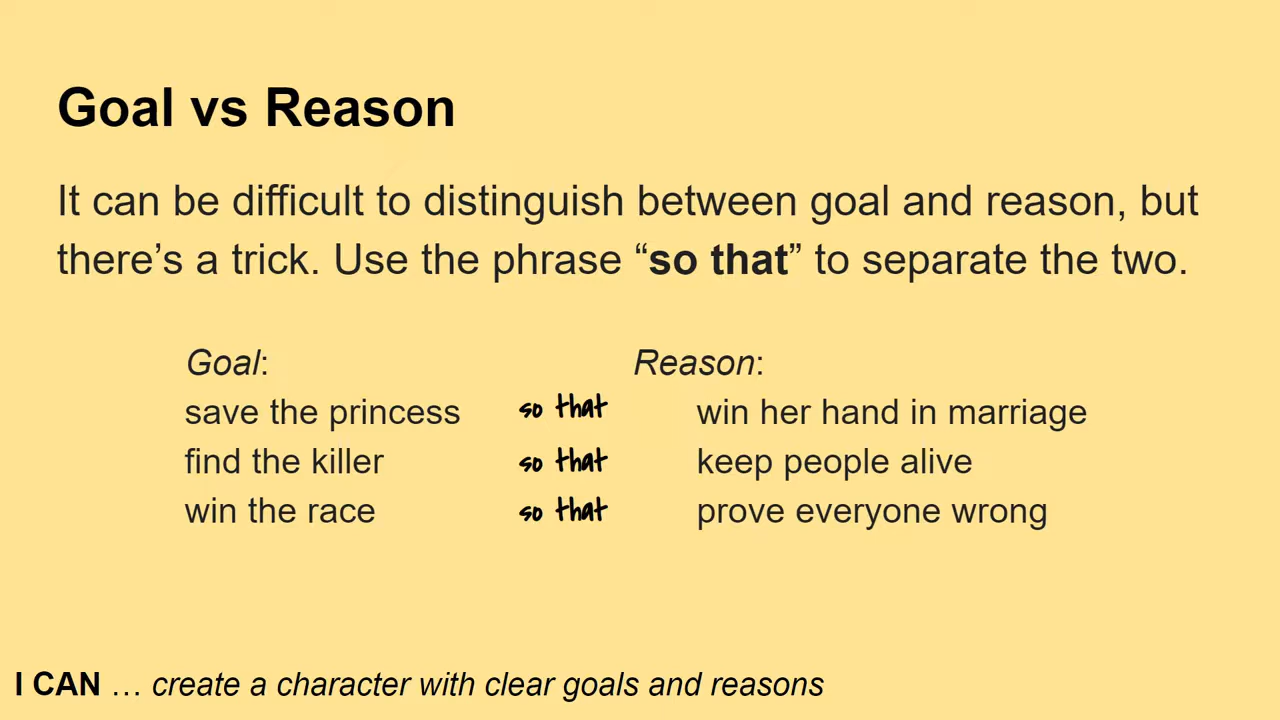 Goal vs Reason
It can be difficult to distinguish between goal and reason, but
there’s a trick. Use the phrase “so that” to separate the two.
Goal: Reason:
save the princess so that win her hand in marriage
find the killer so that keep people alive
win the race so that prove everyone wrong
I CAN … create a character with clear goals and reasons